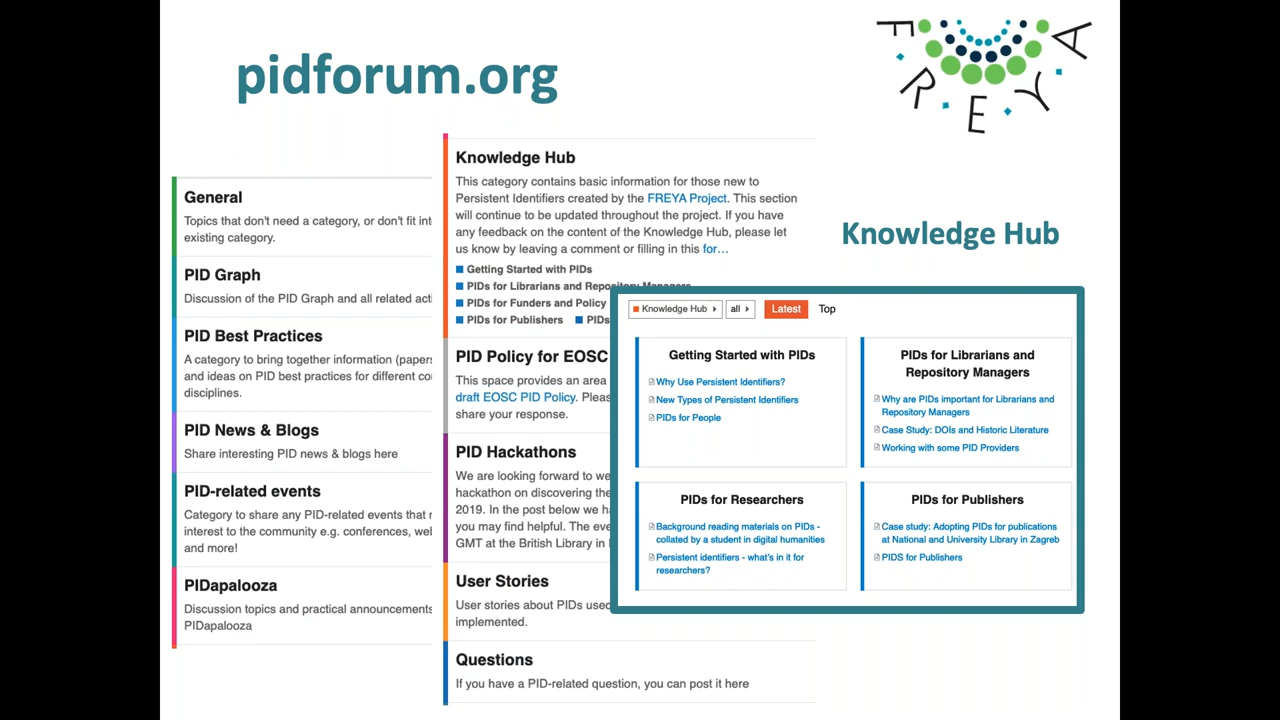 pidforum.org
FREYA
General
Topics that don't need a category, or don't fit int
existing category.
PID Graph
Discussion of the PID Graph and all related acti
PID Best Practices
A category to bring together information (papers
and ideas on PID best practices for different co
disciplines.
PID News & Blogs
Share interesting PID news & blogs here
PID-related events
Category to share any PID-related events that
interest to the community e.g. conferences, web
and more!
PIDapalooza
Discussion topics and practical announcements
PIDapalooza
Knowledge Hub
This category contains basic information for those new to
Persistent Identifiers created by the FREYA Project. This section
will continue to be updated throughout the project. If you have
any feedback on the content of the Knowledge Hub, please let
us know by leaving a comment or filling in this for…
Getting Started with PIDs
PIDs for Librarians and Repository Managers
PIDs for Funders and Policy
PIDs for Publishers PIDs
PID Policy for EOSC
This space provides an area
draft EOSC PID Policy. Pleas
share your response.
PID Hackathons
We are looking forward to we
hackathon on discovering the
2019. In the post below we h
you may find helpful. The eve
GMT at the British Library in
User Stories
User stories about PIDs used
implemented.
Questions
If you have a PID-related question, you can post it here
Knowledge Hub
Knowledge Hub all Latest Top
Getting Started with PIDs
Why Use Persistent Identifiers?
New Types of Persistent Identifiers
PIDs for People
PIDs for Librarians and
Repository Managers
Why are PIDs important for Librarians and
Repository Managers
Case Study: DOIs and Historic Literature
Working with some PID Providers
PIDs for Researchers
Background reading materials on PIDs -
collated by a student in digital humanities
Persistent identifiers - what's in it for
researchers?
PIDs for Publishers
Case study: Adopting PIDs for publications
at National and University Library in Zagreb
PIDS for Publishers